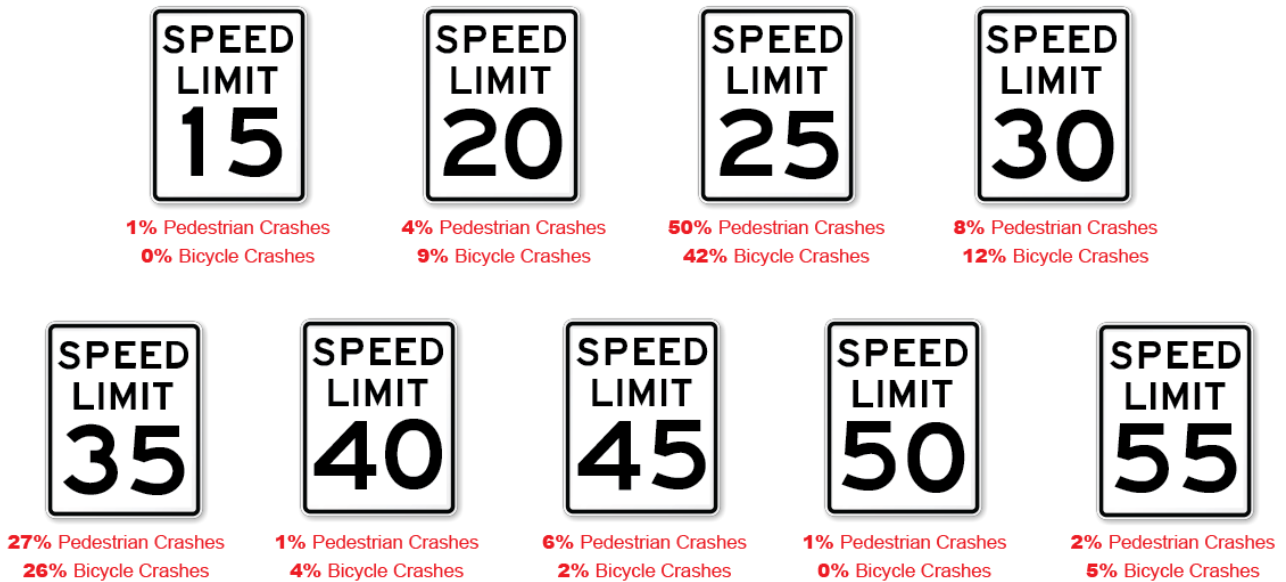 SPEED
LIMIT
15
1% Pedestrian Crashes
0% Bicycle Crashes
SPEED
LIMIT
20
4% Pedestrian Crashes
9% Bicycle Crashes
SPEED
LIMIT
25
50% Pedestrian Crashes
42% Bicycle Crashes
SPEED
LIMIT
30
8% Pedestrian Crashes
12% Bicycle Crashes
SPEED
LIMIT
35
27% Pedestrian Crashes
26% Bicycle Crashes
SPEED
LIMIT
40
1% Pedestrian Crashes
4% Bicycle Crashes
SPEED
LIMIT
45
6% Pedestrian Crashes
2% Bicycle Crashes
SPEED
LIMIT
50
1% Pedestrian Crashes
0% Bicycle Crashes
SPEED
LIMIT
55
2% Pedestrian Crashes
5% Bicycle Crashes